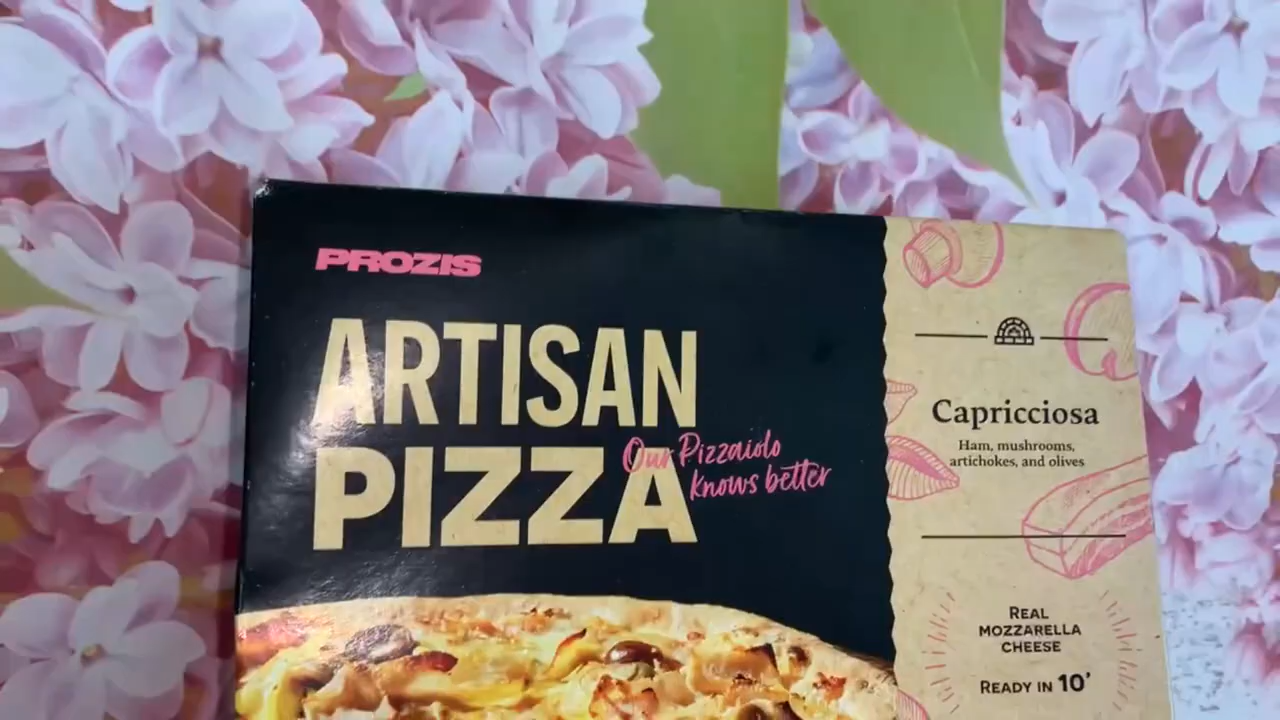 PROZIS
ARTISAN
PIZZA
Our Pizzaiolo
knows better
Capricciosa
Ham, mushrooms,
artichokes, and olives
REAL
MOZZARELLA
CHEESE
READY IN 10'